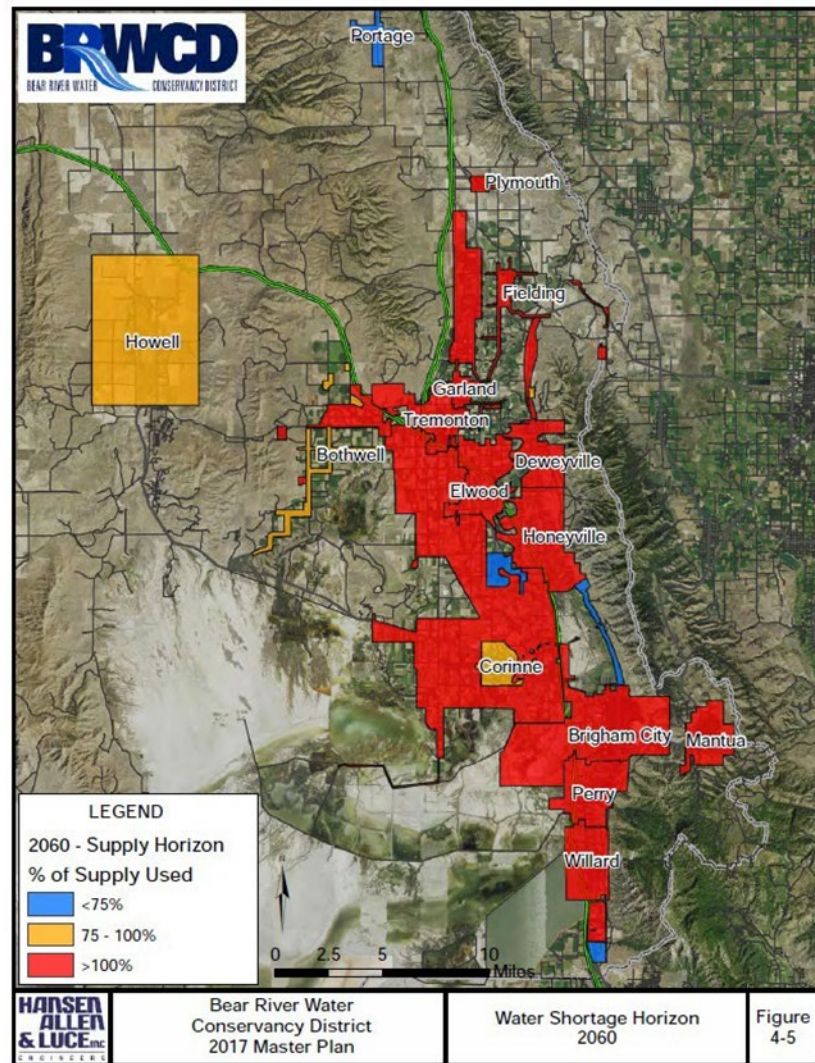 BRWCD
BEAR RIVER WATER CONSERVANCY DISTRICT
Portage
Plymouth
Fielding
Howell
Garland
Tremonton
Bothwell
Deweyville
Elwood
Honeyville
Corinne
Brigham City
Mantua
Perry
Willard
LEGEND
2060 - Supply Horizon
% of Supply Used
<75%
75 - 100%
>100%
0 2.5 5 10
Miles
HANSEN
ALLEN
& LUCE INC
ENGINEERS
Bear River Water
Conservancy District
2017 Master Plan
Water Shortage Horizon
2060
Figure
4-5